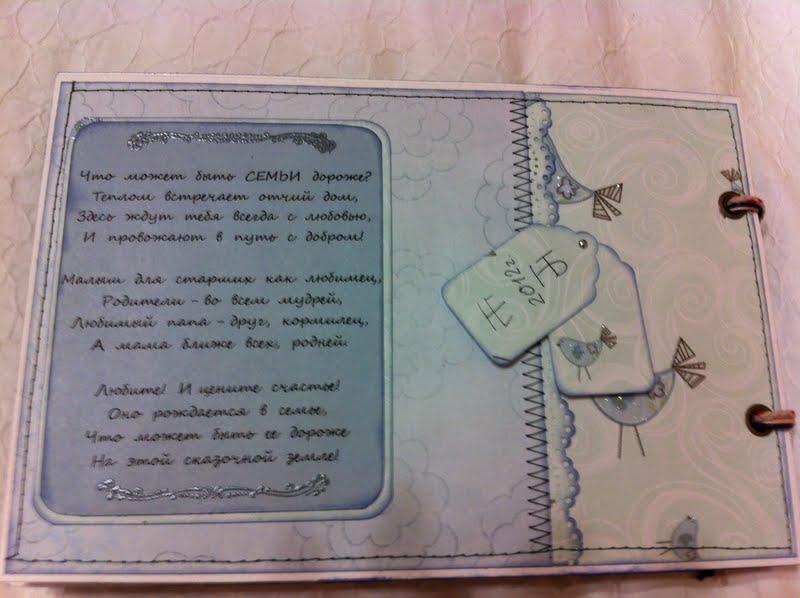 Что может быть СЕМЬИ дороже?
Теплом встречает отчий дом,
Здесь ждут тебя всегда с любовью,
И провожают в путь с добром!
Малыш для старших как любимец,
Родители - во всем мудрей,
Любимый папа - друг, кормилец,
А мама ближе всех, родней.
Любите! И цените счастье!
Оно рождается в семье,
Что может быть ее дороже
На этой сказочной земле!
2012г